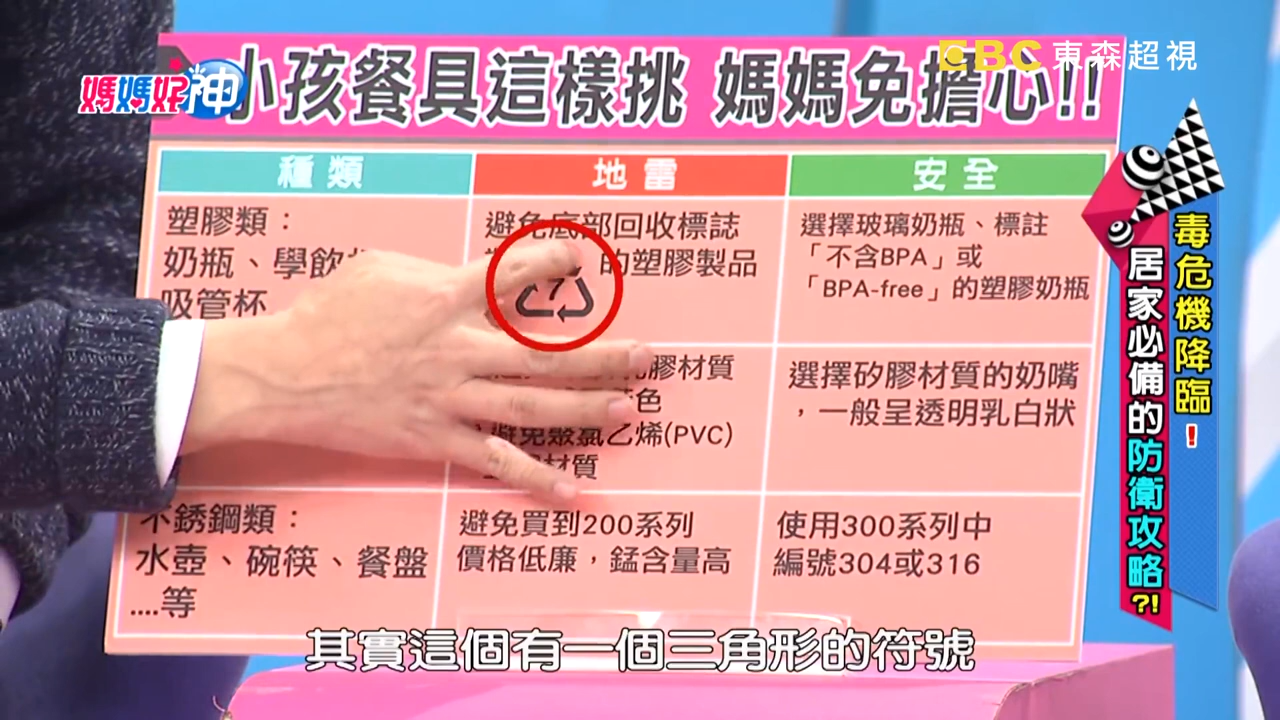 EBC 東森超視
媽媽好神
小孩餐具這樣挑 媽媽免擔心!!
種類
地雷
安全
塑膠類：
奶瓶、學飲
吸管杯
避免底部回收標誌
的塑膠製品
7
選擇玻璃奶瓶、標註
「不含BPA」或
「BPA-free」的塑膠奶瓶
膠材質
色
避免聚氯乙烯(PVC)
材質
選擇矽膠材質的奶嘴
，一般呈透明乳白狀
不銹鋼類：
水壺、碗筷、餐盤
....等
避免買到200系列
價格低廉，錳含量高
使用300系列中
編號304或316
毒危機降臨！
居家必備的防衛攻略?!
其實這個有一個三角形的符號